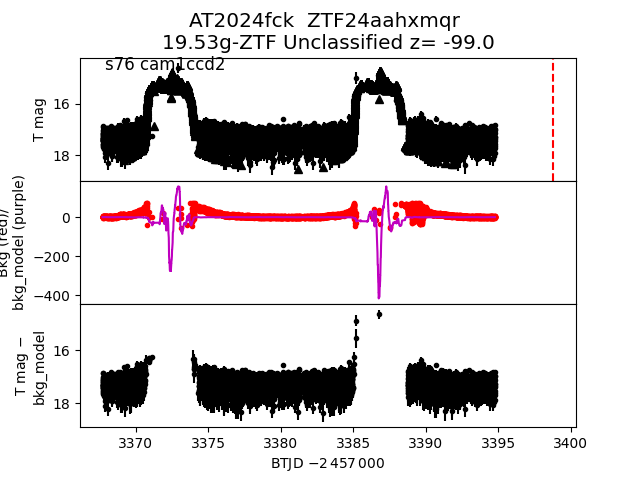 AT2024fck ZTF24aahxmqr
19.53g-ZTF Unclassified z= -99.0
s76 cam1ccd2
T mag
16
18
Bkg (red)/
bkg_model (purple)
0
−200
−400
T mag −
bkg_model
16
18
3370 3375 3380 3385 3390 3395 3400
BTJD −2 457 000